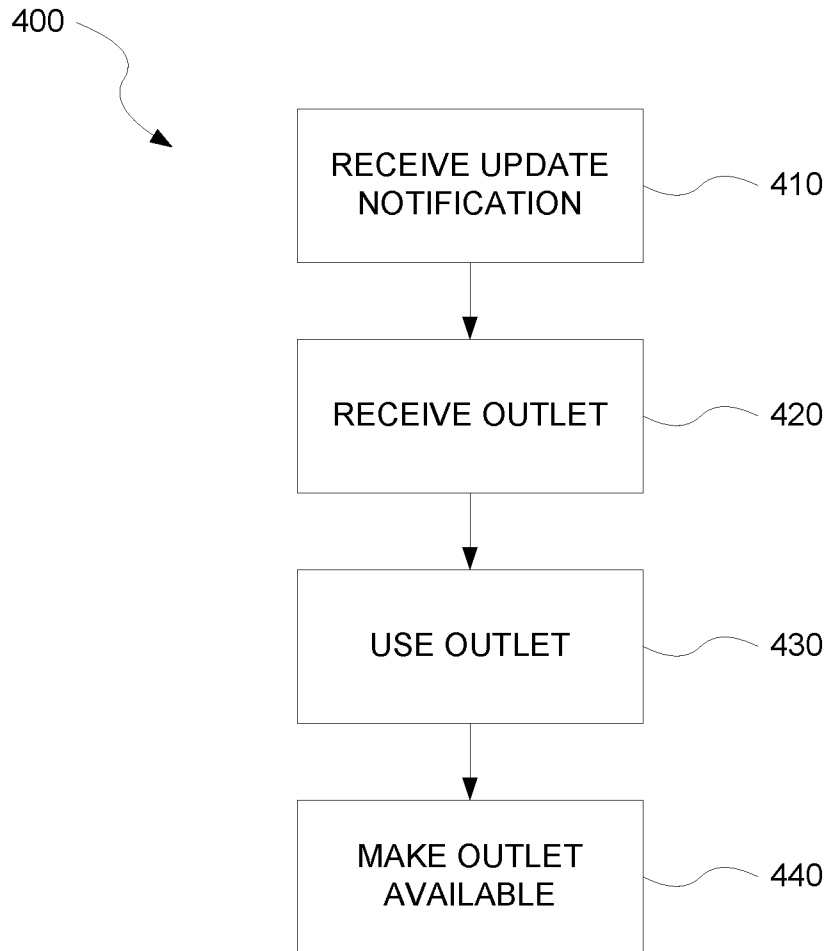 400
RECEIVE UPDATE
NOTIFICATION
410
RECEIVE OUTLET
420
USE OUTLET
430
MAKE OUTLET
AVAILABLE
440